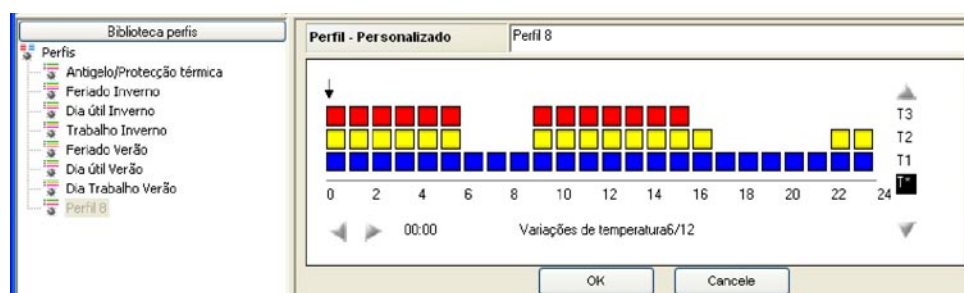 Biblioteca perfis
Perfis
Antigelo/Protecção térmica
Feriado Inverno
Dia útil Inverno
Trabalho Inverno
Feriado Verão
Dia útil Verão
Dia Trabalho Verão
Perfil 8
Perfil - Personalizado Perfil 8
T3
T2
T1
T*
0 2 4 6 8 10 12 14 16 18 20 22 24
00:00 Variações de temperatura6/12
OK Cancele